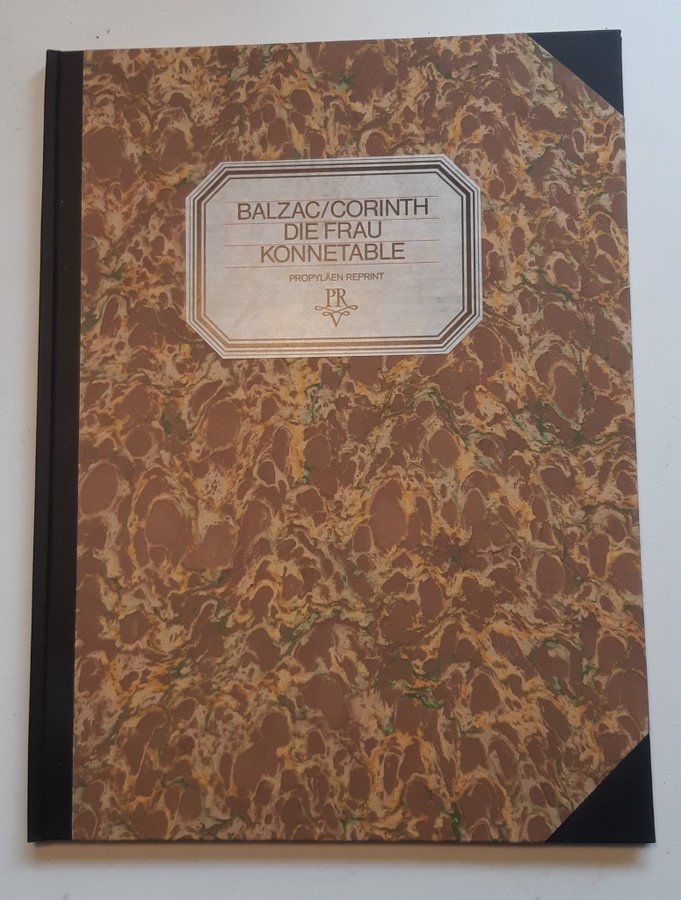 BALZAC/CORINTH
DIE FRAU
KONNETABLE
PROPYLÄEN REPRINT
PR